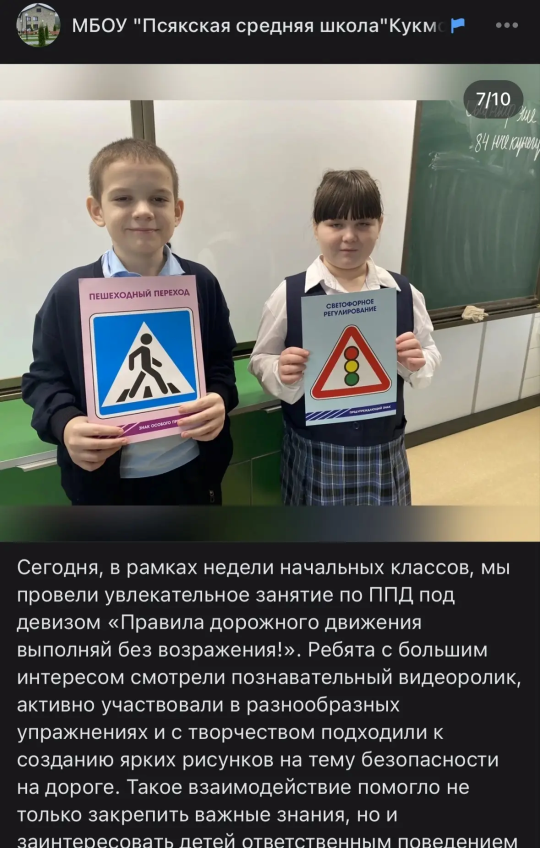 МБОУ "Псякская средняя школа"Кукм
7/10
84
ПЕШЕХОДНЫЙ ПЕРЕХОД
ЗНАК ОСОБОГО
СВЕТОФОРНОЕ
РЕГУЛИРОВАНИЕ
ПРЕДУПРЕЖДАЮЩИЙ ЗНАК
Сегодня, в рамках недели начальных классов, мы
провели увлекательное занятие по ППД под
девизом «Правила дорожного движения
выполняй без возражения!». Ребята с большим
интересом смотрели познавательный видеоролик,
активно участвовали в разнообразных
упражнениях и с творчеством подходили к
созданию ярких рисунков на тему безопасности
на дороге. Такое взаимодействие помогло не
только закрепить важные знания, но и
заинтересовать детей ответственным поведением